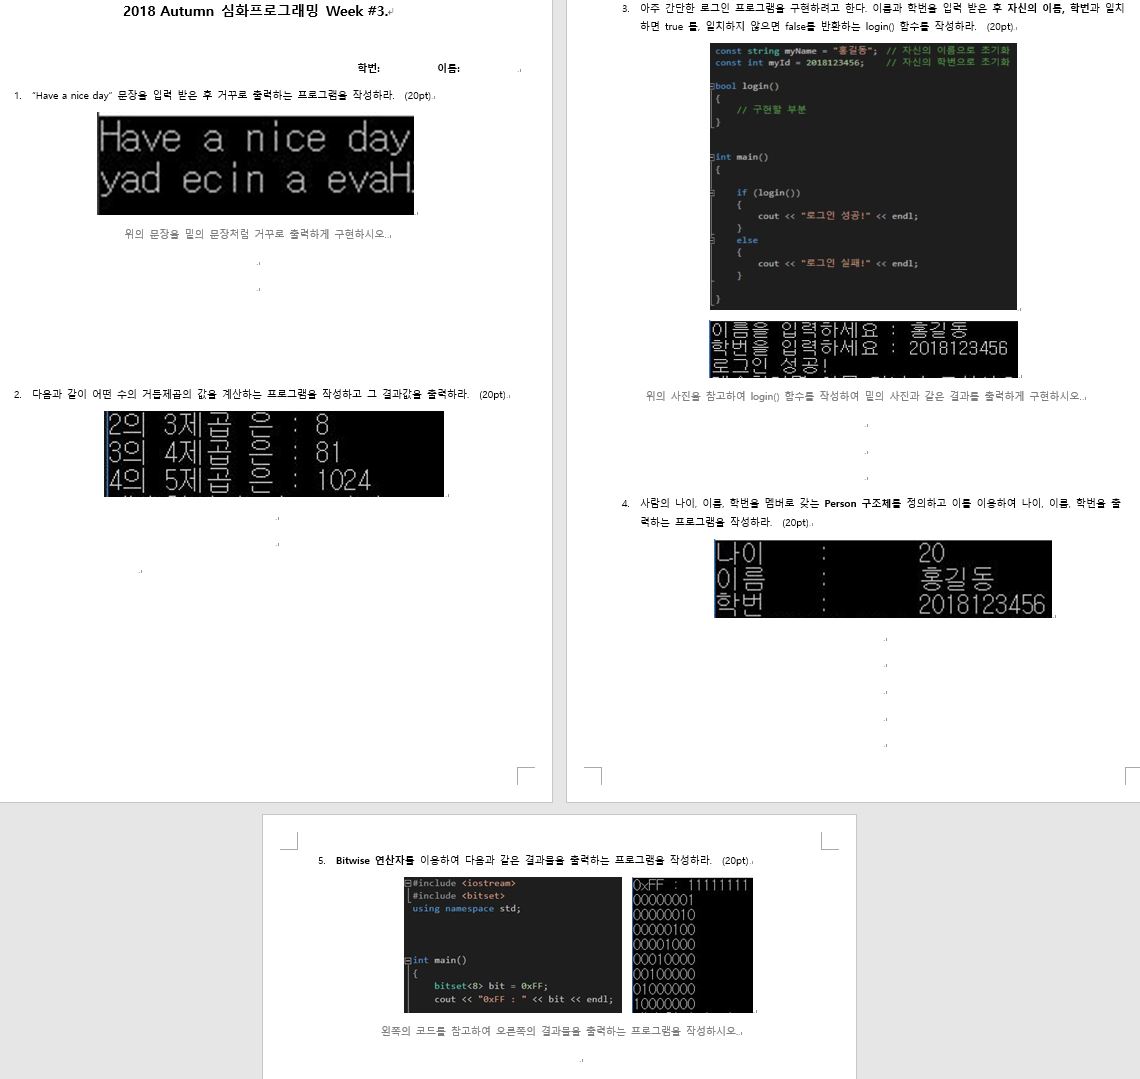 2018 Autumn 심화프로그래밍 Week #3.
학번: 이름:
1. “Have a nice day” 문장을 입력 받은 후 거꾸로 출력하는 프로그램을 작성하라. (20pt)
Have a nice day
yad ecin a evaH
위의 문장을 밑의 문장처럼 거꾸로 출력하게 구현하시오.
2. 다음과 같이 어떤 수의 거듭제곱의 값을 계산하는 프로그램을 작성하고 그 결과값을 출력하라. (20pt)
2의 3제곱 은 : 8
3의 4제곱 은 : 81
4의 5제곱 은 : 1024
3. 아주 간단한 로그인 프로그램을 구현하려고 한다. 이름과 학번을 입력 받은 후 자신의 이름, 학번과 일치
하면 true 를, 일치하지 않으면 false를 반환하는 login() 함수를 작성하라. (20pt)
const string myName = "홍길동"; // 자신의 이름으로 초기화
const int myId = 2018123456; // 자신의 학번으로 초기화
bool login()
{
// 구현할 부분
}
int main()
{
if (login())
{
cout << "로그인 성공!" << endl;
}
else
{
cout << "로그인 실패!" << endl;
}
}
이름을 입력하세요 : 홍길동
학번을 입력하세요 : 2018123456
로그인 성공!
위의 사진을 참고하여 login() 함수를 작성하여 밑의 사진과 같은 결과를 출력하게 구현하시오.
4. 사람의 나이, 이름, 학번을 멤버로 갖는 Person 구조체를 정의하고 이를 이용하여 나이, 이름, 학번을 출
력하는 프로그램을 작성하라. (20pt)
나이 : 20
이름 : 홍길동
학번 : 2018123456
5. Bitwise 연산자를 이용하여 다음과 같은 결과물을 출력하는 프로그램을 작성하라. (20pt)
#include <iostream>
#include <bitset>
using namespace std;
int main()
{
bitset<8> bit = 0xFF;
cout << "0xFF : " << bit << endl;
0xFF : 11111111
00000001
00000010
00000100
00001000
00010000
00100000
01000000
10000000
왼쪽의 코드를 참고하여 오른쪽의 결과물을 출력하는 프로그램을 작성하시오.